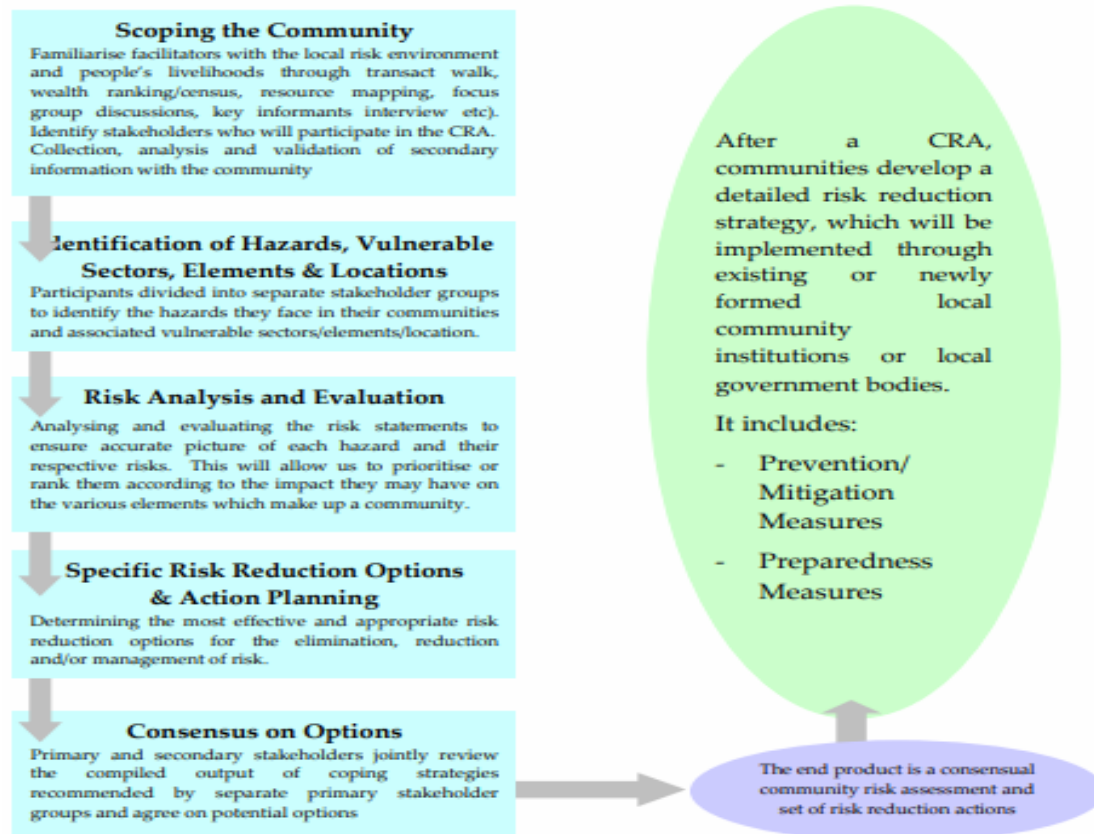 Scoping the Community
Familiarise facilitators with the local risk environment
and people's livelihoods through transact walk,
wealth ranking/census, resource mapping, focus
group discussions, key informants interview etc).
Identify stakeholders who will participate in the CRA.
Collection, analysis and validation of secondary
information with the community
dentification of Hazards, Vulnerable
Sectors, Elements & Locations
Participants divided into separate stakeholder groups
to identify the hazards they face in their communities
and associated vulnerable sectors/elements/location.
Risk Analysis and Evaluation
Analysing and evaluating the risk statements to
ensure accurate picture of each hazard and their
respective risks. This will allow us to prioritise or
rank them according to the impact they may have on
the various elements which make up a community.
Specific Risk Reduction Options
& Action Planning
Determining the most effective and appropriate risk
reduction options for the elimination, reduction
and/or management of risk.
Consensus on Options
Primary and secondary stakeholders jointly review
the compiled output of coping strategies
recommended by separate primary stakeholder
groups and agree on potential options
The end product is a consensual
community risk assessment and
set of risk reduction actions
After a CRA,
communities develop a
detailed risk reduction
strategy, which will be
implemented through
existing or newly
formed local
community
institutions or local
government bodies.
It includes:
- Prevention/
Mitigation
Measures
- Preparedness
Measures